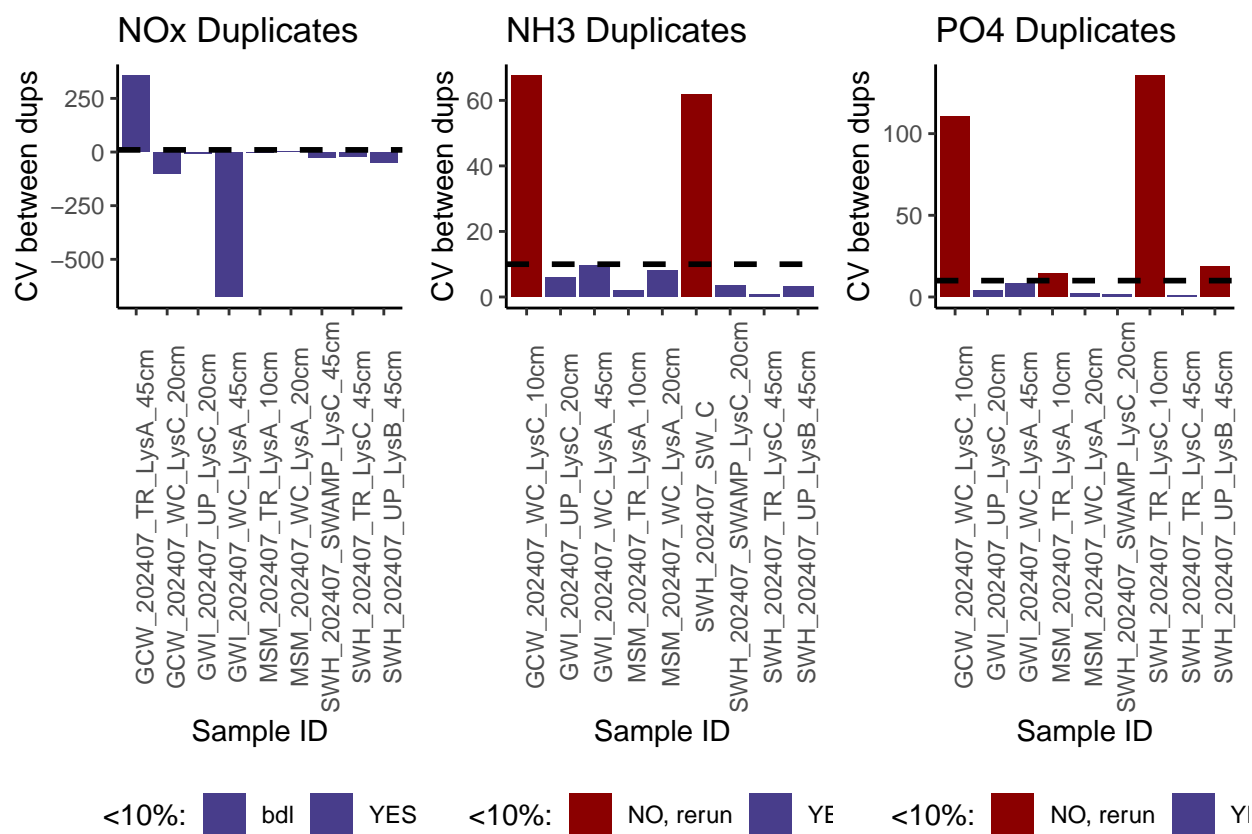 NOx Duplicates
CV between dups
250
0
−250
−500
GCW_202407_TR_LysA_45cm
GCW_202407_WC_LysC_20cm
GWI_202407_UP_LysC_20cm
GWI_202407_WC_LysA_45cm
MSM_202407_TR_LysA_10cm
MSM_202407_WC_LysA_20cm
SWH_202407_SWAMP_LysC_45cm
SWH_202407_TR_LysC_45cm
SWH_202407_UP_LysB_45cm
Sample ID
<10%: bdl YES
NH3 Duplicates
CV between dups
60
40
20
0
GCW_202407_WC_LysC_10cm
GWI_202407_UP_LysC_20cm
GWI_202407_WC_LysA_45cm
MSM_202407_TR_LysA_10cm
MSM_202407_WC_LysA_20cm
SWH_202407_SW_C
SWH_202407_SWAMP_LysC_20cm
SWH_202407_TR_LysC_45cm
SWH_202407_UP_LysB_45cm
Sample ID
<10%: NO, rerun YE
PO4 Duplicates
CV between dups
100
50
0
GCW_202407_WC_LysC_10cm
GWI_202407_UP_LysC_20cm
GWI_202407_WC_LysA_45cm
MSM_202407_TR_LysA_10cm
MSM_202407_WC_LysA_20cm
SWH_202407_SWAMP_LysC_20cm
SWH_202407_TR_LysC_10cm
SWH_202407_TR_LysC_45cm
SWH_202407_UP_LysB_45cm
Sample ID
<10%: NO, rerun YE